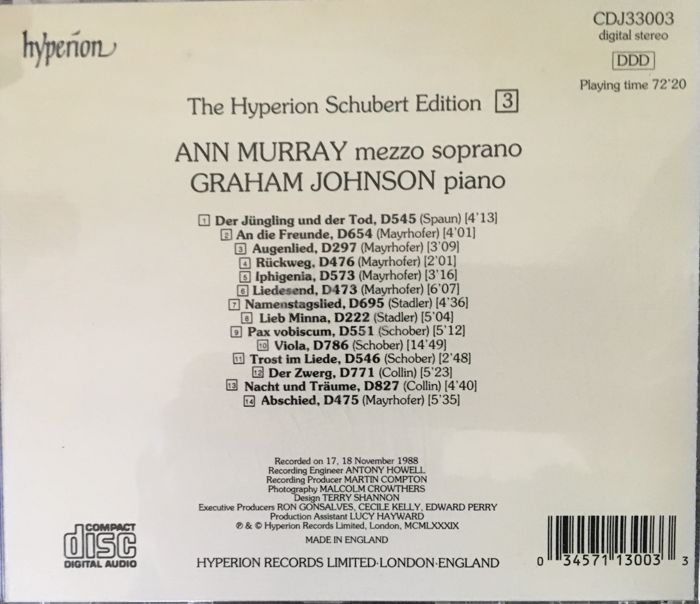 hyperion
CDJ33003
digital stereo
DDD
Playing time 72'20
The Hyperion Schubert Edition 3
ANN MURRAY mezzo soprano
GRAHAM JOHNSON piano
1 Der Jüngling und der Tod, D545 (Spaun) [4'13]
2 An die Freunde, D654 (Mayrhofer) [4'01]
3 Augenlied, D297 (Mayrhofer) [3'09]
4 Rückweg, D476 (Mayrhofer) [2'01]
5 Iphigenia, D573 (Mayrhofer) [3'16]
6 Liedesend, D473 (Mayrhofer) [6'07]
7 Namenstagslied, D695 (Stadler) [4'36]
8 Lieb Minna, D222 (Stadler) [5'04]
9 Pax vobiscum, D551 (Schober) [5'12]
10 Viola, D786 (Schober) [14'49]
11 Trost im Liede, D546 (Schober) [2'48]
12 Der Zwerg, D771 (Collin) [5'23]
13 Nacht und Träume, D827 (Collin) [4'40]
14 Abschied, D475 (Mayrhofer) [5'35]
Recorded on 17, 18 November 1988
Recording Engineer ANTONY HOWELL
Recording Producer MARTIN COMPTON
Photography MALCOLM CROWTHERS
Design TERRY SHANNON
Executive Producers RON GONSALVES, CECILE KELLY, EDWARD PERRY
Production Assistant LUCY HAYWARD
℗ & © Hyperion Records Limited, London, MCMLXXXIX
MADE IN ENGLAND
HYPERION RECORDS LIMITED·LONDON·ENGLAND
COMPACT
disc
DIGITAL AUDIO
0 34571 13003 3